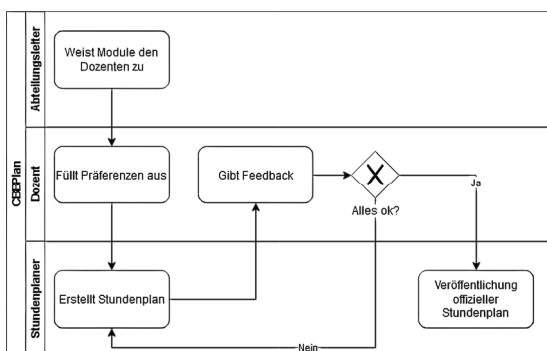 CBEPlan
Abteilungsleiter
Weist Module den
Dozenten zu
Dozent
Füllt Präferenzen aus
Gibt Feedback
X
Alles ok?
Ja
Stundenplaner
Erstellt Stundenplan
Veröffentlichung
offizieller
Stundenplan
Nein